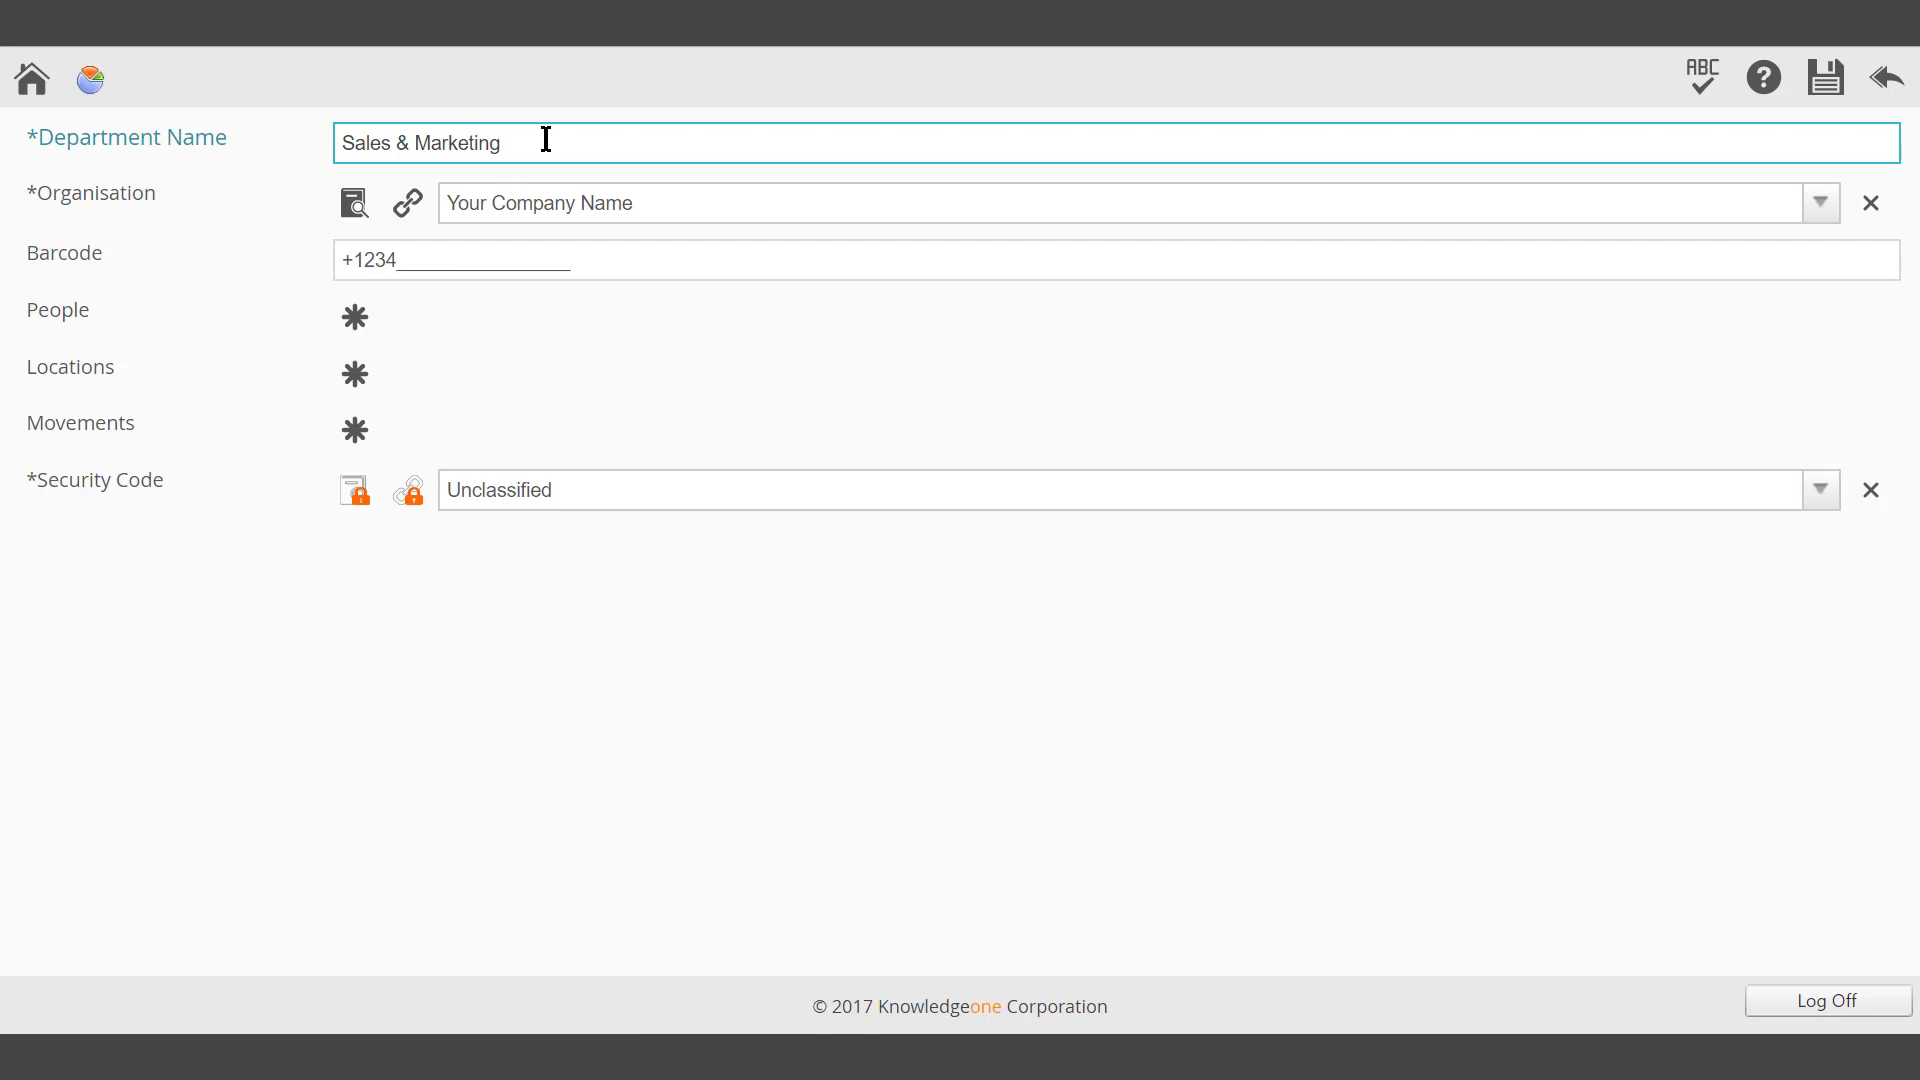 ABC
?
*Department Name
Sales & Marketing
*Organisation
Your Company Name
Barcode
+1234________________
People
Locations
Movements
*Security Code
Unclassified
© 2017 Knowledgeone Corporation
Log Off